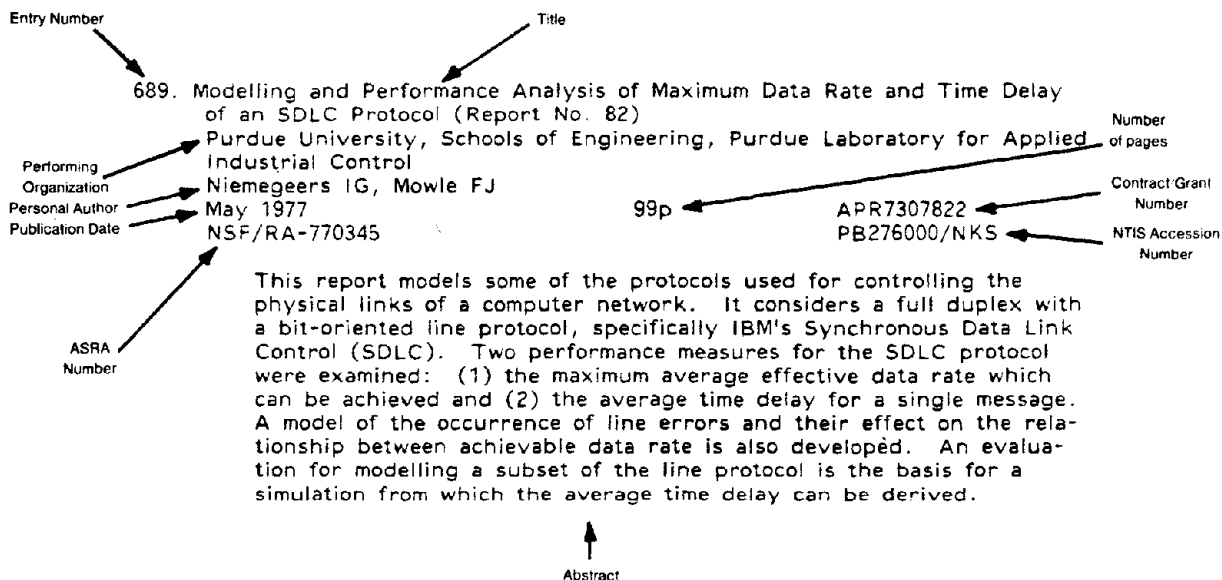 Entry Number
Title
689. Modelling and Performance Analysis of Maximum Data Rate and Time Delay
of an SDLC Protocol (Report No. 82)
Purdue University, Schools of Engineering, Purdue Laboratory for Applied
Industrial Control
Niemegeers IG, Mowle FJ
May 1977 99p APR7307822
NSF/RA-770345 PB276000/NKS
Number
of pages
Performing
Organization
Personal Author
Publication Date
Contract/Grant
Number
NTIS Accession
Number
ASRA
Number
This report models some of the protocols used for controlling the
physical links of a computer network. It considers a full duplex with
a bit-oriented line protocol, specifically IBM's Synchronous Data Link
Control (SDLC). Two performance measures for the SDLC protocol
were examined: (1) the maximum average effective data rate which
can be achieved and (2) the average time delay for a single message.
A model of the occurrence of line errors and their effect on the rela-
tionship between achievable data rate is also developed. An evalua-
tion for modelling a subset of the line protocol is the basis for a
simulation from which the average time delay can be derived.
Abstract